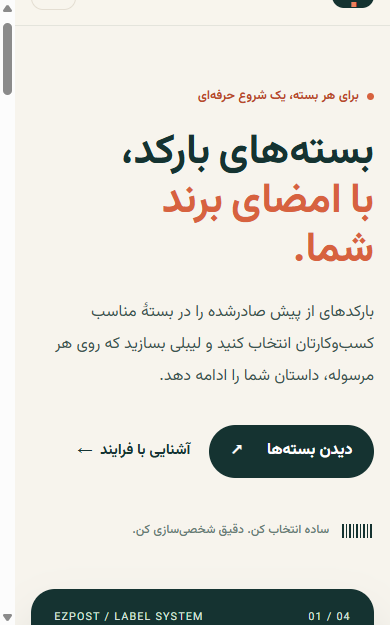 برای هر بسته، یک شروع حرفه‌ای
بسته‌های بارکد،
با امضای برند
شما.
بارکدهای از پیش صادرشده را در بستهٔ مناسب
کسب‌وکارتان انتخاب کنید و لیبلی بسازید که روی هر
مرسوله، داستان شما را ادامه دهد.
دیدن بسته‌ها ↗
آشنایی با فرایند ←
ساده انتخاب کن. دقیق شخصی‌سازی کن.
01 / 04
EZPOST / LABEL SYSTEM